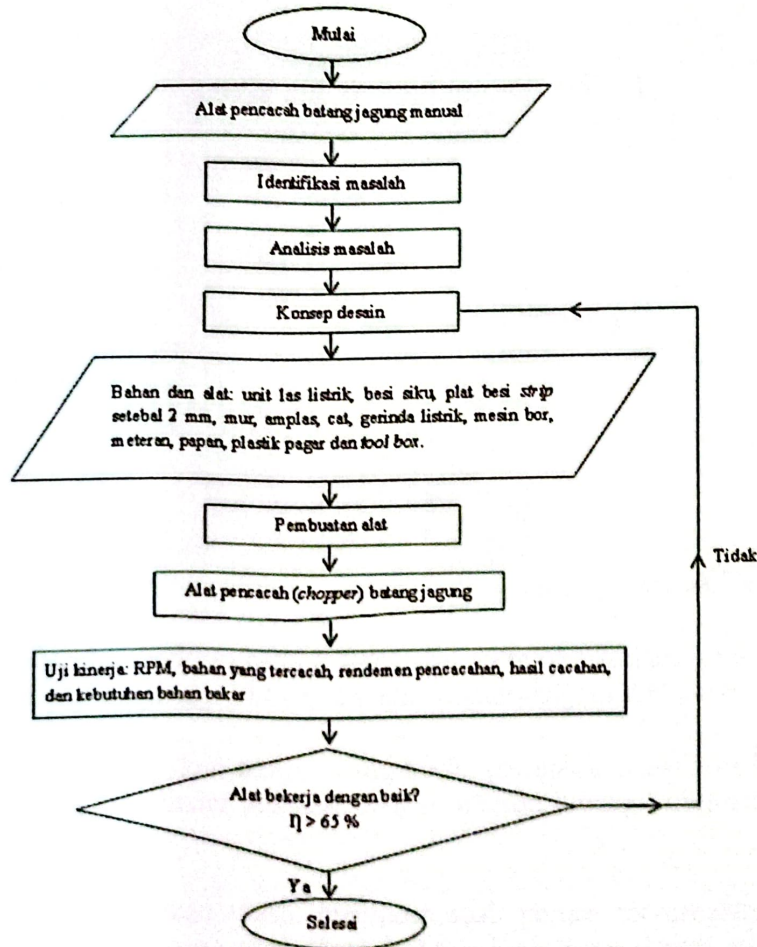 Mulai
Alat pencacah batang jagung manual
Identifikasi masalah
Analisis masalah
Konsep desain
Bahan dan alat: unit las listrik, besi siku, plat besi strip
setebal 2 mm, mur, amplas, cat, gerinda listrik, mesin bor,
meteran, papan, plastik pagar dan tool box.
Pembuatan alat
Tidak
Alat pencacah (chopper) batang jagung
Uji kinerja: RPM, bahan yang tercacah, rendemen pencacahan, hasil cacahan,
dan kebutuhan bahan bakar
Alat bekerja dengan baik?
η > 65 %
Ya
Selesai